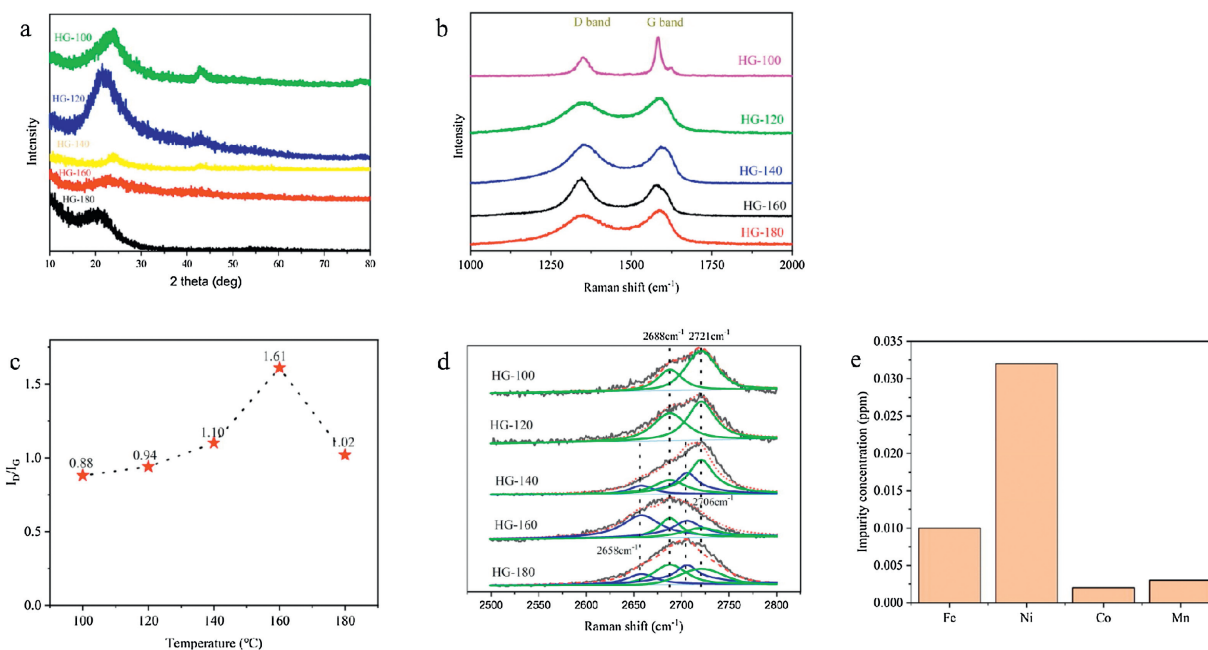 a
HG-100
HG-120
HG-140
HG-160
HG-180
Intensity
10 20 30 40 50 60 70 80
2 theta (deg)
b
D band G band
HG-100
HG-120
HG-140
HG-160
HG-180
Intensity
1000 1250 1500 1750 2000
Raman shift (cm⁻¹)
c
1.61
1.5
1.10
1.02
0.94
0.88
1.0
0.5
0.0
I_D/I_G
100 120 140 160 180
Temperature (°C)
d
2688cm⁻¹ 2721cm⁻¹
HG-100
HG-120
HG-140
2706cm⁻¹
HG-160
2658cm⁻¹
HG-180
2500 2550 2600 2650 2700 2750 2800
Raman shift (cm⁻¹)
e
0.035
0.030
0.025
0.020
0.015
0.010
0.005
0.000
Impurity concentration (ppm)
Fe Ni Co Mn